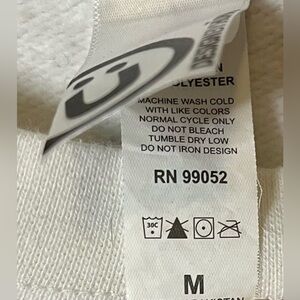 POLYESTER
MACHINE WASH COLD
WITH LIKE COLORS
NORMAL CYCLE ONLY
DO NOT BLEACH
TUMBLE DRY LOW
DO NOT IRON DESIGN
RN 99052
30C
M